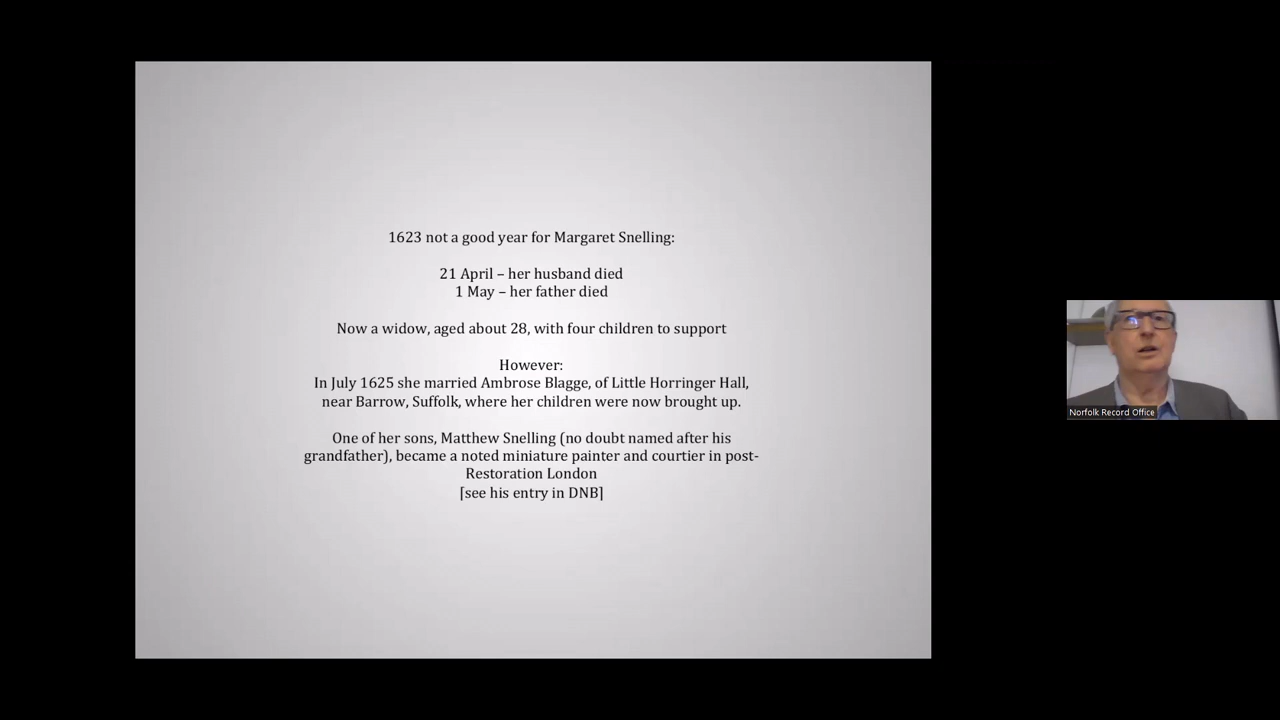 1623 not a good year for Margaret Snelling:
21 April – her husband died
1 May – her father died
Now a widow, aged about 28, with four children to support
However:
In July 1625 she married Ambrose Blagge, of Little Horringer Hall,
near Barrow, Suffolk, where her children were now brought up.
One of her sons, Matthew Snelling (no doubt named after his
grandfather), became a noted miniature painter and courtier in post-
Restoration London
[see his entry in DNB]
Norfolk Record Office